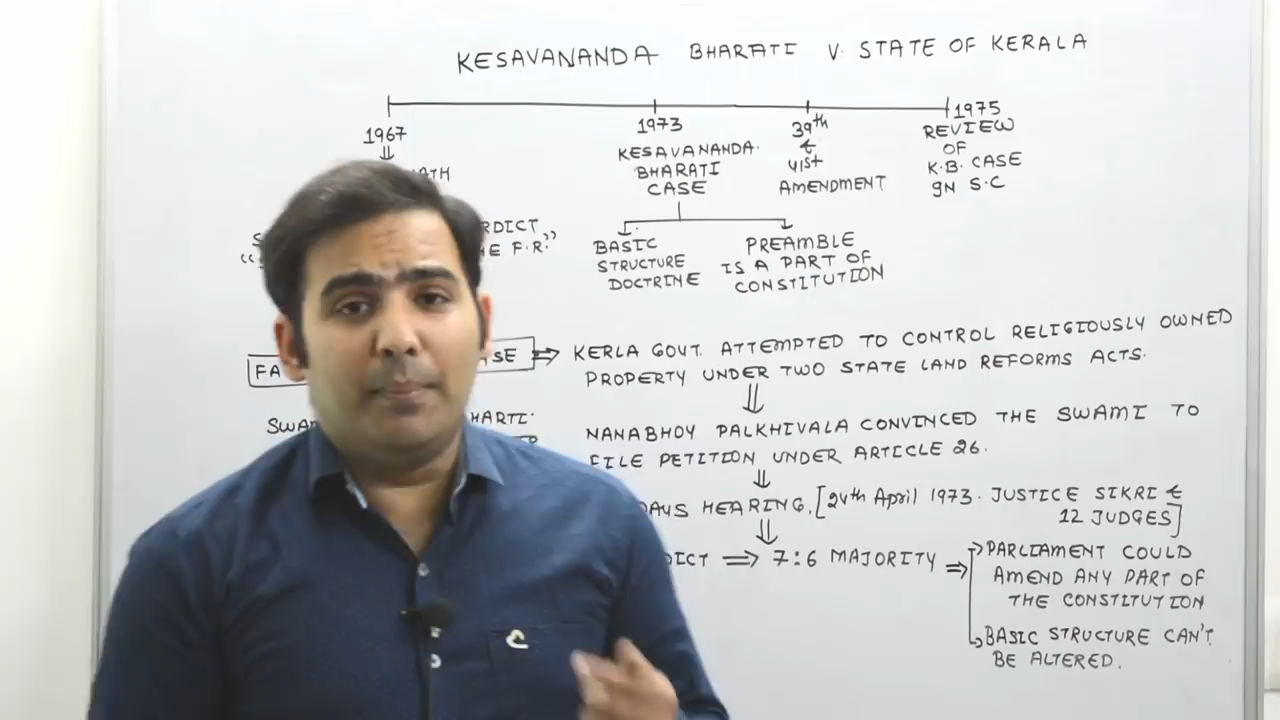 KESAVANANDA BHARATI V. STATE OF KERALA
1967
1973
KESAVANANDA
BHARATI
CASE
39th
&
41st
AMENDMENT
1975
REVIEW
OF
K.B. CASE
IN S.C
F.R."
BASIC
STRUCTURE
DOCTRINE
PREAMBLE
IS A PART OF
CONSTITUTION
KERLA GOVT. ATTEMPTED TO CONTROL RELIGIOUSLY OWNED
PROPERTY UNDER TWO STATE LAND REFORMS ACTS.
NANABHOY PALKHIVALA CONVINCED THE SWAMI TO
FILE PETITION UNDER ARTICLE 26.
HEARING. [24th April 1973. JUSTICE SIKRI &
12 JUDGES]
⇒ 7:6 MAJORITY ⇒
PARLIAMENT COULD
AMEND ANY PART OF
THE CONSTITUTION
BASIC STRUCTURE CAN'T
BE ALTERED.